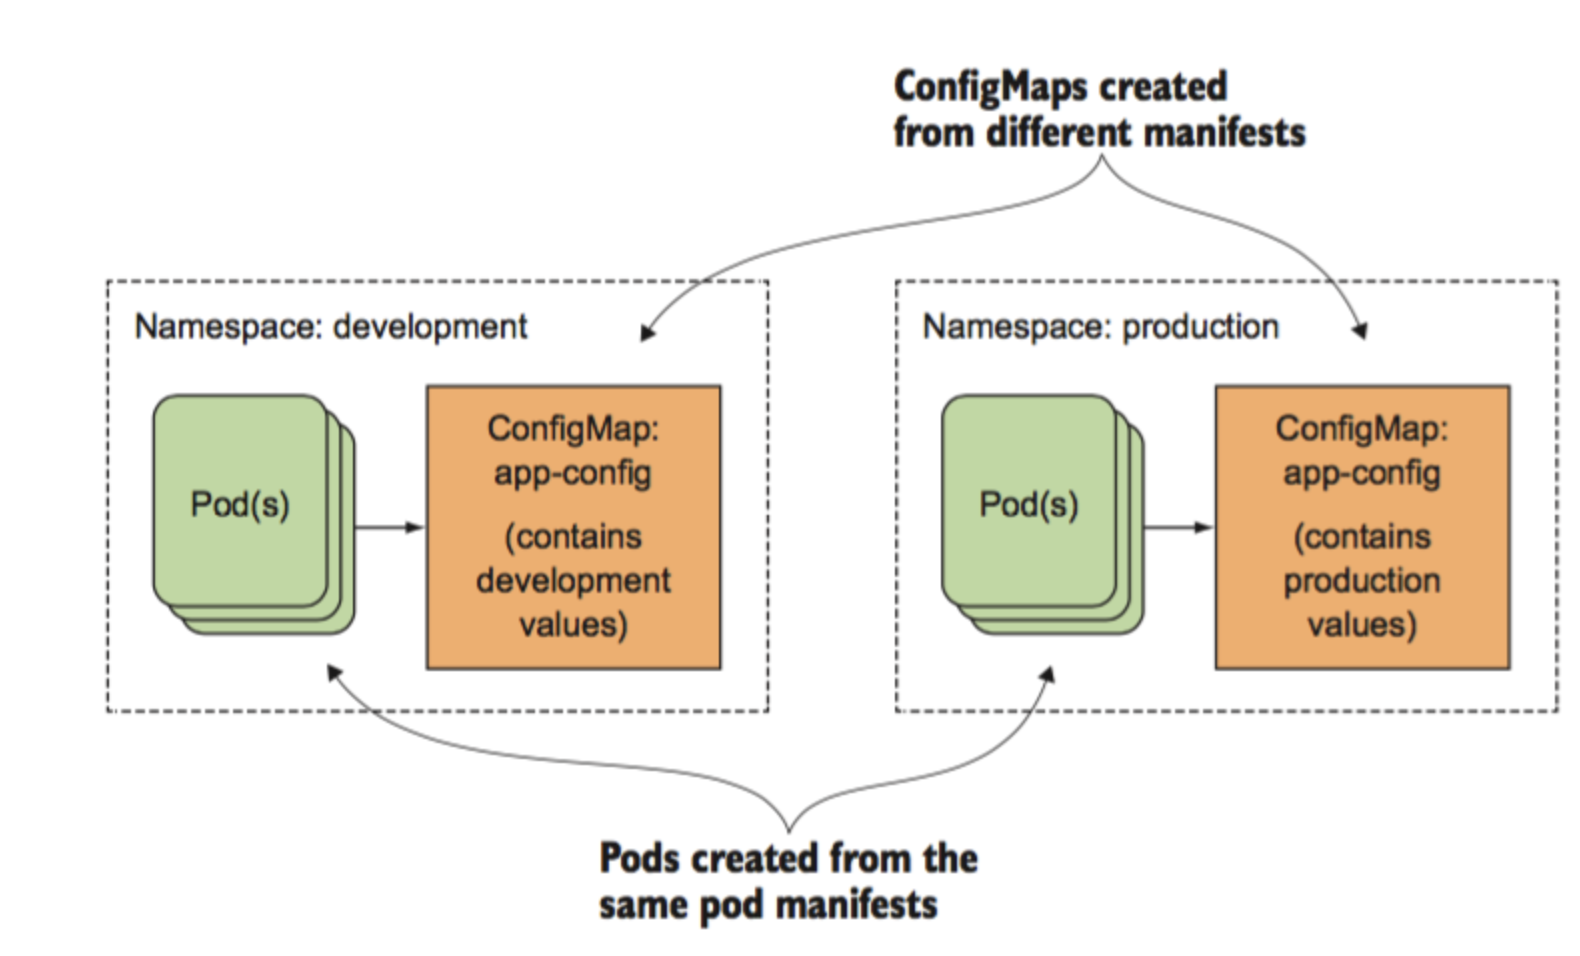 ConfigMaps created
from different manifests
Namespace: development
Pod(s)
ConfigMap:
app-config
(contains
development
values)
Namespace: production
Pod(s)
ConfigMap:
app-config
(contains
production
values)
Pods created from the
same pod manifests